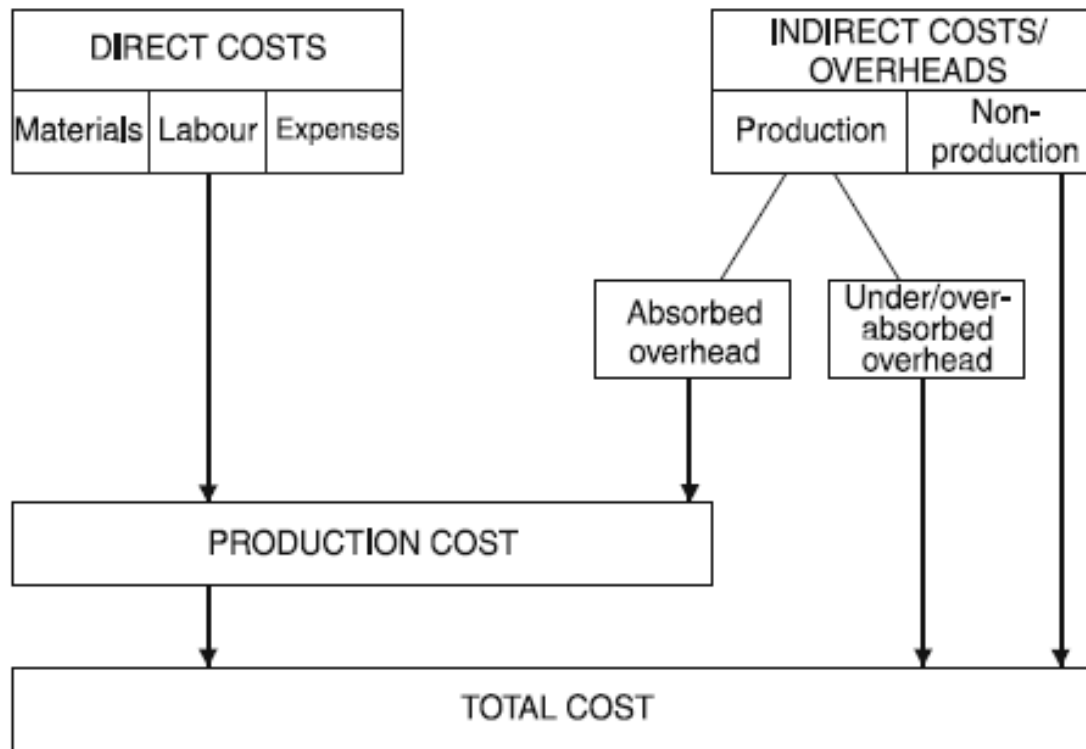 DIRECT COSTS
Materials
Labour
Expenses
INDIRECT COSTS/
OVERHEADS
Production
Non-
production
Absorbed
overhead
Under/over-
absorbed
overhead
PRODUCTION COST
TOTAL COST